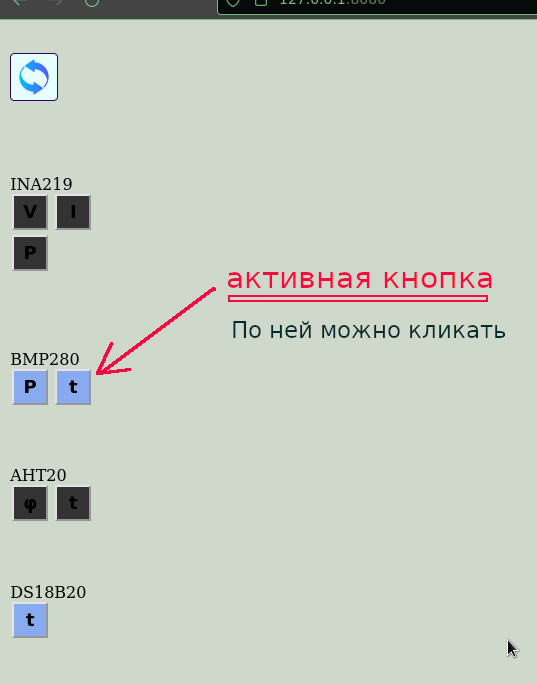 127.0.0.1:8080
INA219
V I
P
активная кнопка
По ней можно кликать
BMP280
P t
AHT20
φ t
DS18B20
t